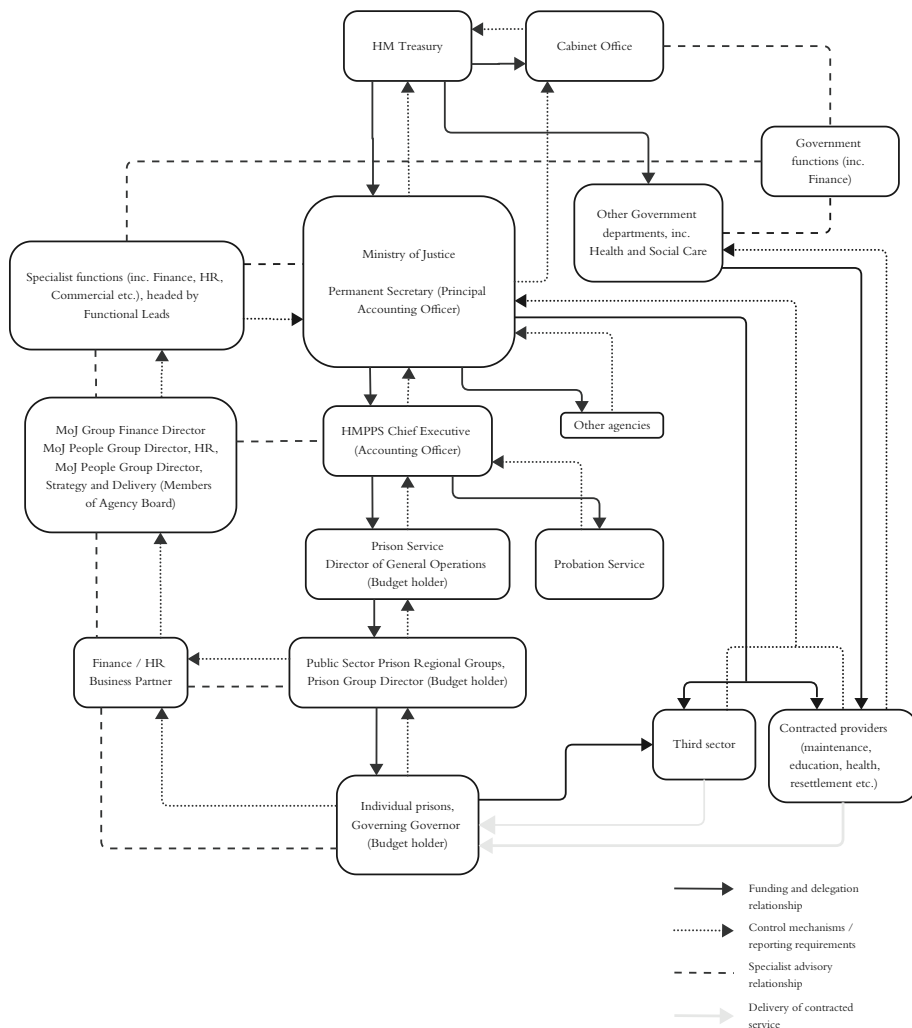 HM Treasury
Cabinet Office
Government
functions (inc.
Finance)
Other Government
departments, inc.
Health and Social Care
Ministry of Justice
Permanent Secretary (Principal
Accounting Officer)
Specialist functions (inc. Finance, HR,
Commercial etc.), headed by
Functional Leads
MoJ Group Finance Director
MoJ People Group Director, HR,
MoJ People Group Director,
Strategy and Delivery (Members
of Agency Board)
HMPPS Chief Executive
(Accounting Officer)
Other agencies
Prison Service
Director of General Operations
(Budget holder)
Probation Service
Finance / HR
Business Partner
Public Sector Prison Regional Groups,
Prison Group Director (Budget holder)
Third sector
Contracted providers
(maintenance,
education, health,
resettlement etc.)
Individual prisons,
Governing Governor
(Budget holder)
Funding and delegation
relationship
Control mechanisms /
reporting requirements
Specialist advisory
relationship
Delivery of contracted
service